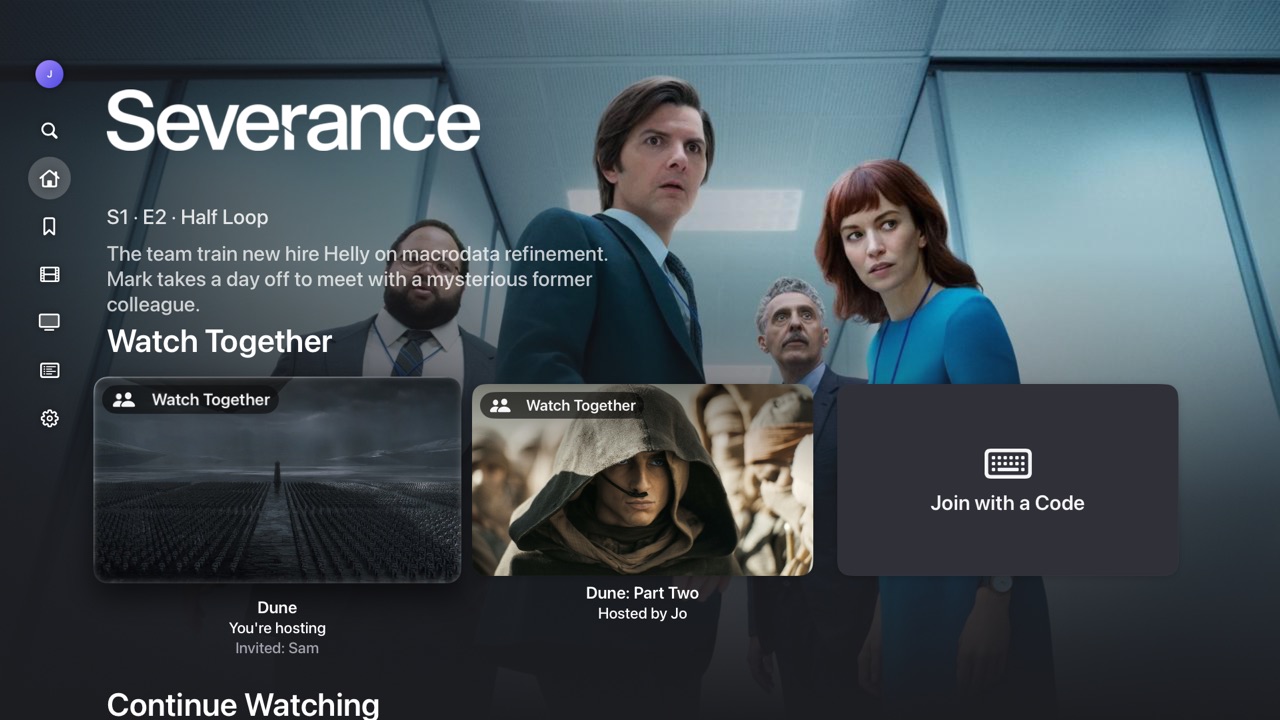 J
Severance
S1 · E2 · Half Loop
The team train new hire Helly on macrodata refinement.
Mark takes a day off to meet with a mysterious former
colleague.
Watch Together
Watch Together
Watch Together
Join with a Code
Dune
You're hosting
Invited: Sam
Dune: Part Two
Hosted by Jo
Continue Watching